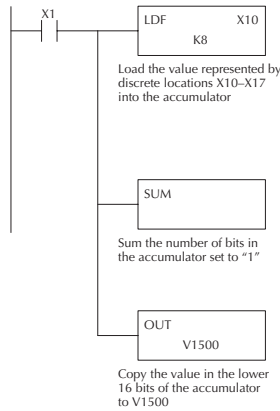 X1
LDF X10
K8
Load the value represented by
discrete locations X10–X17
into the accumulator
SUM
Sum the number of bits in
the accumulator set to “1”
OUT
V1500
Copy the value in the lower
16 bits of the accumulator
to V1500